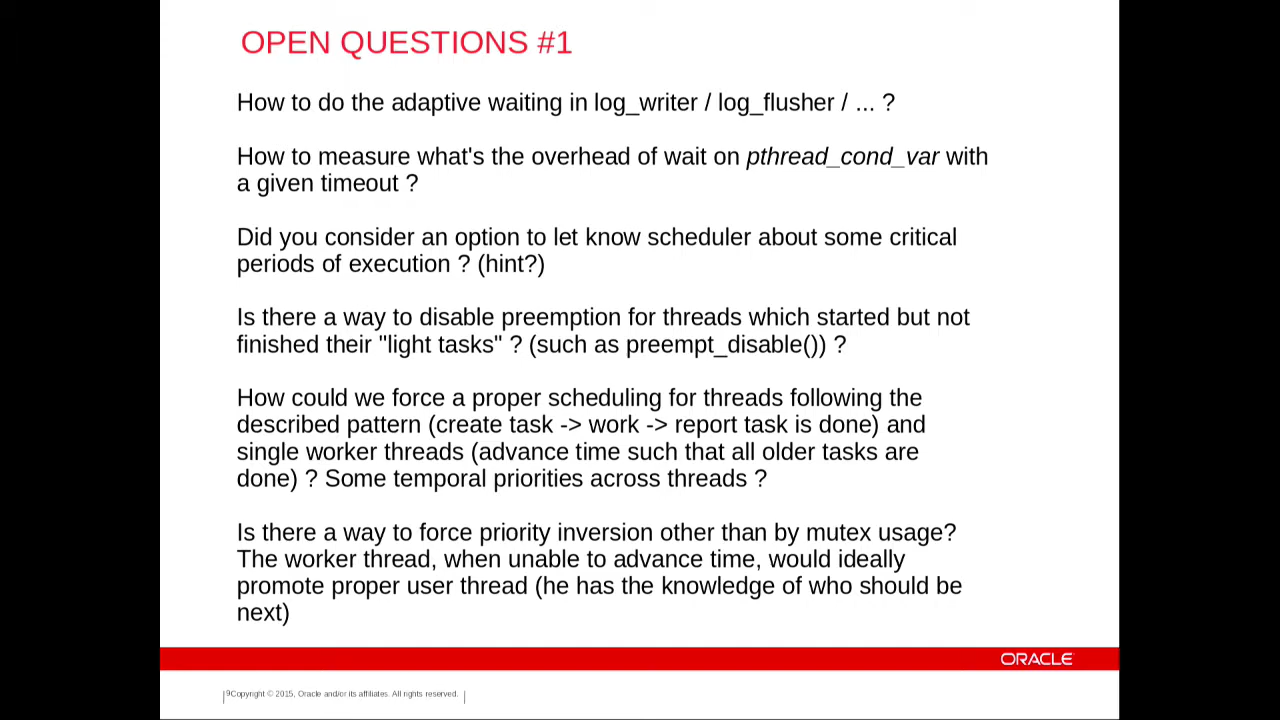 OPEN QUESTIONS #1
How to do the adaptive waiting in log_writer / log_flusher / ... ?
How to measure what's the overhead of wait on pthread_cond_var with
a given timeout ?
Did you consider an option to let know scheduler about some critical
periods of execution ? (hint?)
Is there a way to disable preemption for threads which started but not
finished their "light tasks" ? (such as preempt_disable()) ?
How could we force a proper scheduling for threads following the
described pattern (create task -> work -> report task is done) and
single worker threads (advance time such that all older tasks are
done) ? Some temporal priorities across threads ?
Is there a way to force priority inversion other than by mutex usage?
The worker thread, when unable to advance time, would ideally
promote proper user thread (he has the knowledge of who should be
next)
ORACLE
9Copyright © 2015, Oracle and/or its affiliates. All rights reserved.